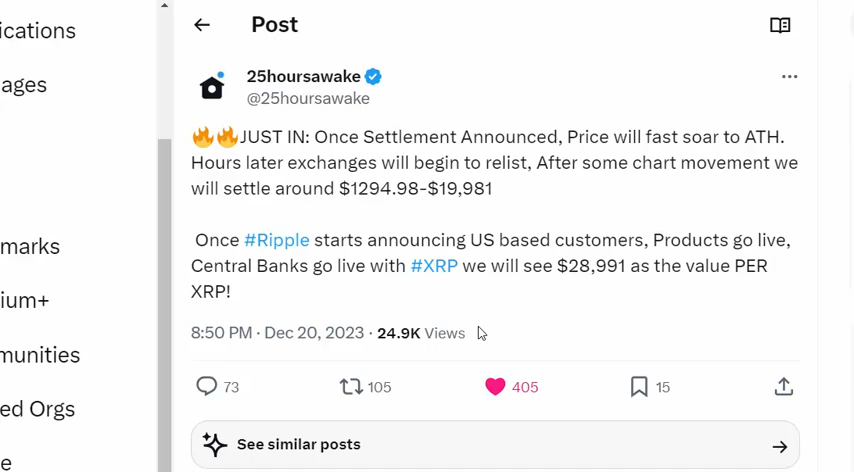 ications
ages
marks
ium+
munities
ed Orgs
e
Post
25hoursawake
@25hoursawake
🔥🔥JUST IN: Once Settlement Announced, Price will fast soar to ATH.
Hours later exchanges will begin to relist, After some chart movement we
will settle around $1294.98-$19,981
Once #Ripple starts announcing US based customers, Products go live,
Central Banks go live with #XRP we will see $28,991 as the value PER
XRP!
8:50 PM · Dec 20, 2023 · 24.9K Views
73 105 405 15
See similar posts